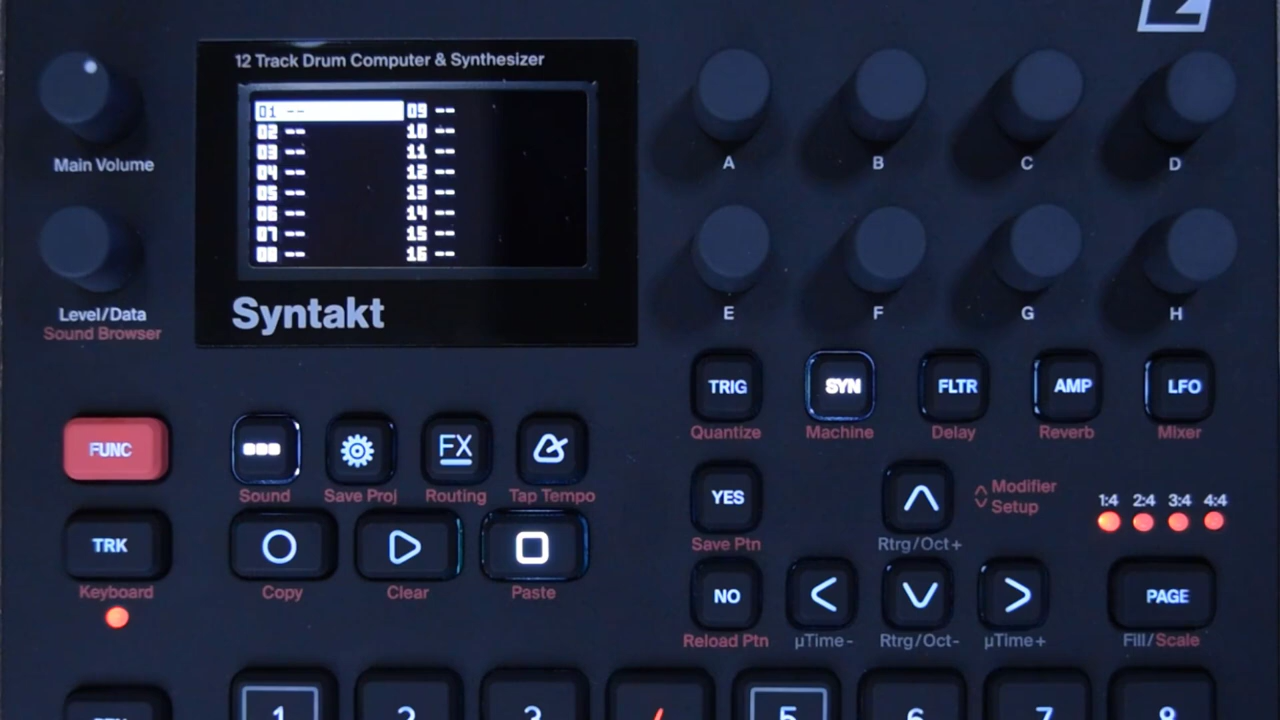 12 Track Drum Computer & Synthesizer
01 -- 09 --
02 -- 10 --
03 -- 11 --
04 -- 12 --
05 -- 13 --
06 -- 14 --
07 -- 15 --
08 -- 16 --
Syntakt
Main Volume
Level/Data
Sound Browser
A B C D
E F G H
TRIG SYN FLTR AMP LFO
Quantize Machine Delay Reverb Mixer
FUNC FX
Sound Save Proj Routing Tap Tempo
YES
Modifier
Setup
1:4 2:4 3:4 4:4
Save Ptn Rtrg/Oct+
TRK
Keyboard Copy Clear Paste
NO PAGE
Reload Ptn µTime- Rtrg/Oct- µTime+ Fill/Scale
1 2 3 5 6 7 8